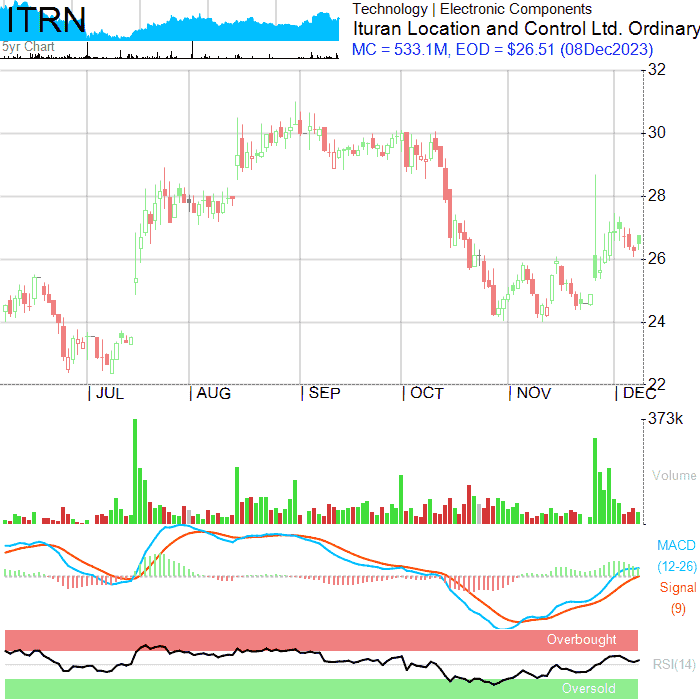 ITRN
5yr Chart
Technology | Electronic Components
Ituran Location and Control Ltd. Ordinary
MC = 533.1M, EOD = $26.51 (08Dec2023)
32
30
28
26
24
22
| JUL | AUG | SEP | OCT | NOV | DEC
373k
Volume
MACD
(12-26)
Signal
(9)
Overbought
RSI(14)
Oversold